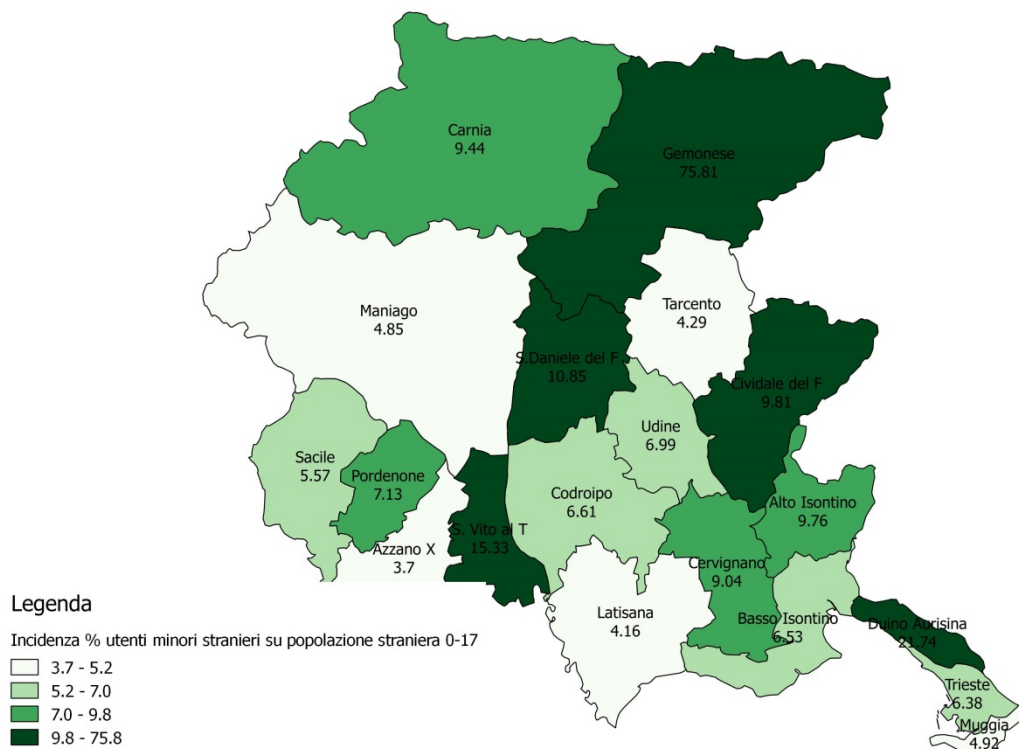 Carnia
9.44
Gemonese
75.81
Maniago
4.85
Tarcento
4.29
S.Daniele del F.
10.85
Cividale del F
9.81
Udine
6.99
Sacile
5.57
Pordenone
7.13
Codroipo
6.61
Alto Isontino
9.76
S. Vito al T
15.33
Azzano X
3.7
Cervignano
9.04
Latisana
4.16
Basso Isontino
6.53
Duino Aurisina
21.74
Trieste
6.38
Muggia
4.92
Legenda
Incidenza % utenti minori stranieri su popolazione straniera 0-17
3.7 - 5.2
5.2 - 7.0
7.0 - 9.8
9.8 - 75.8